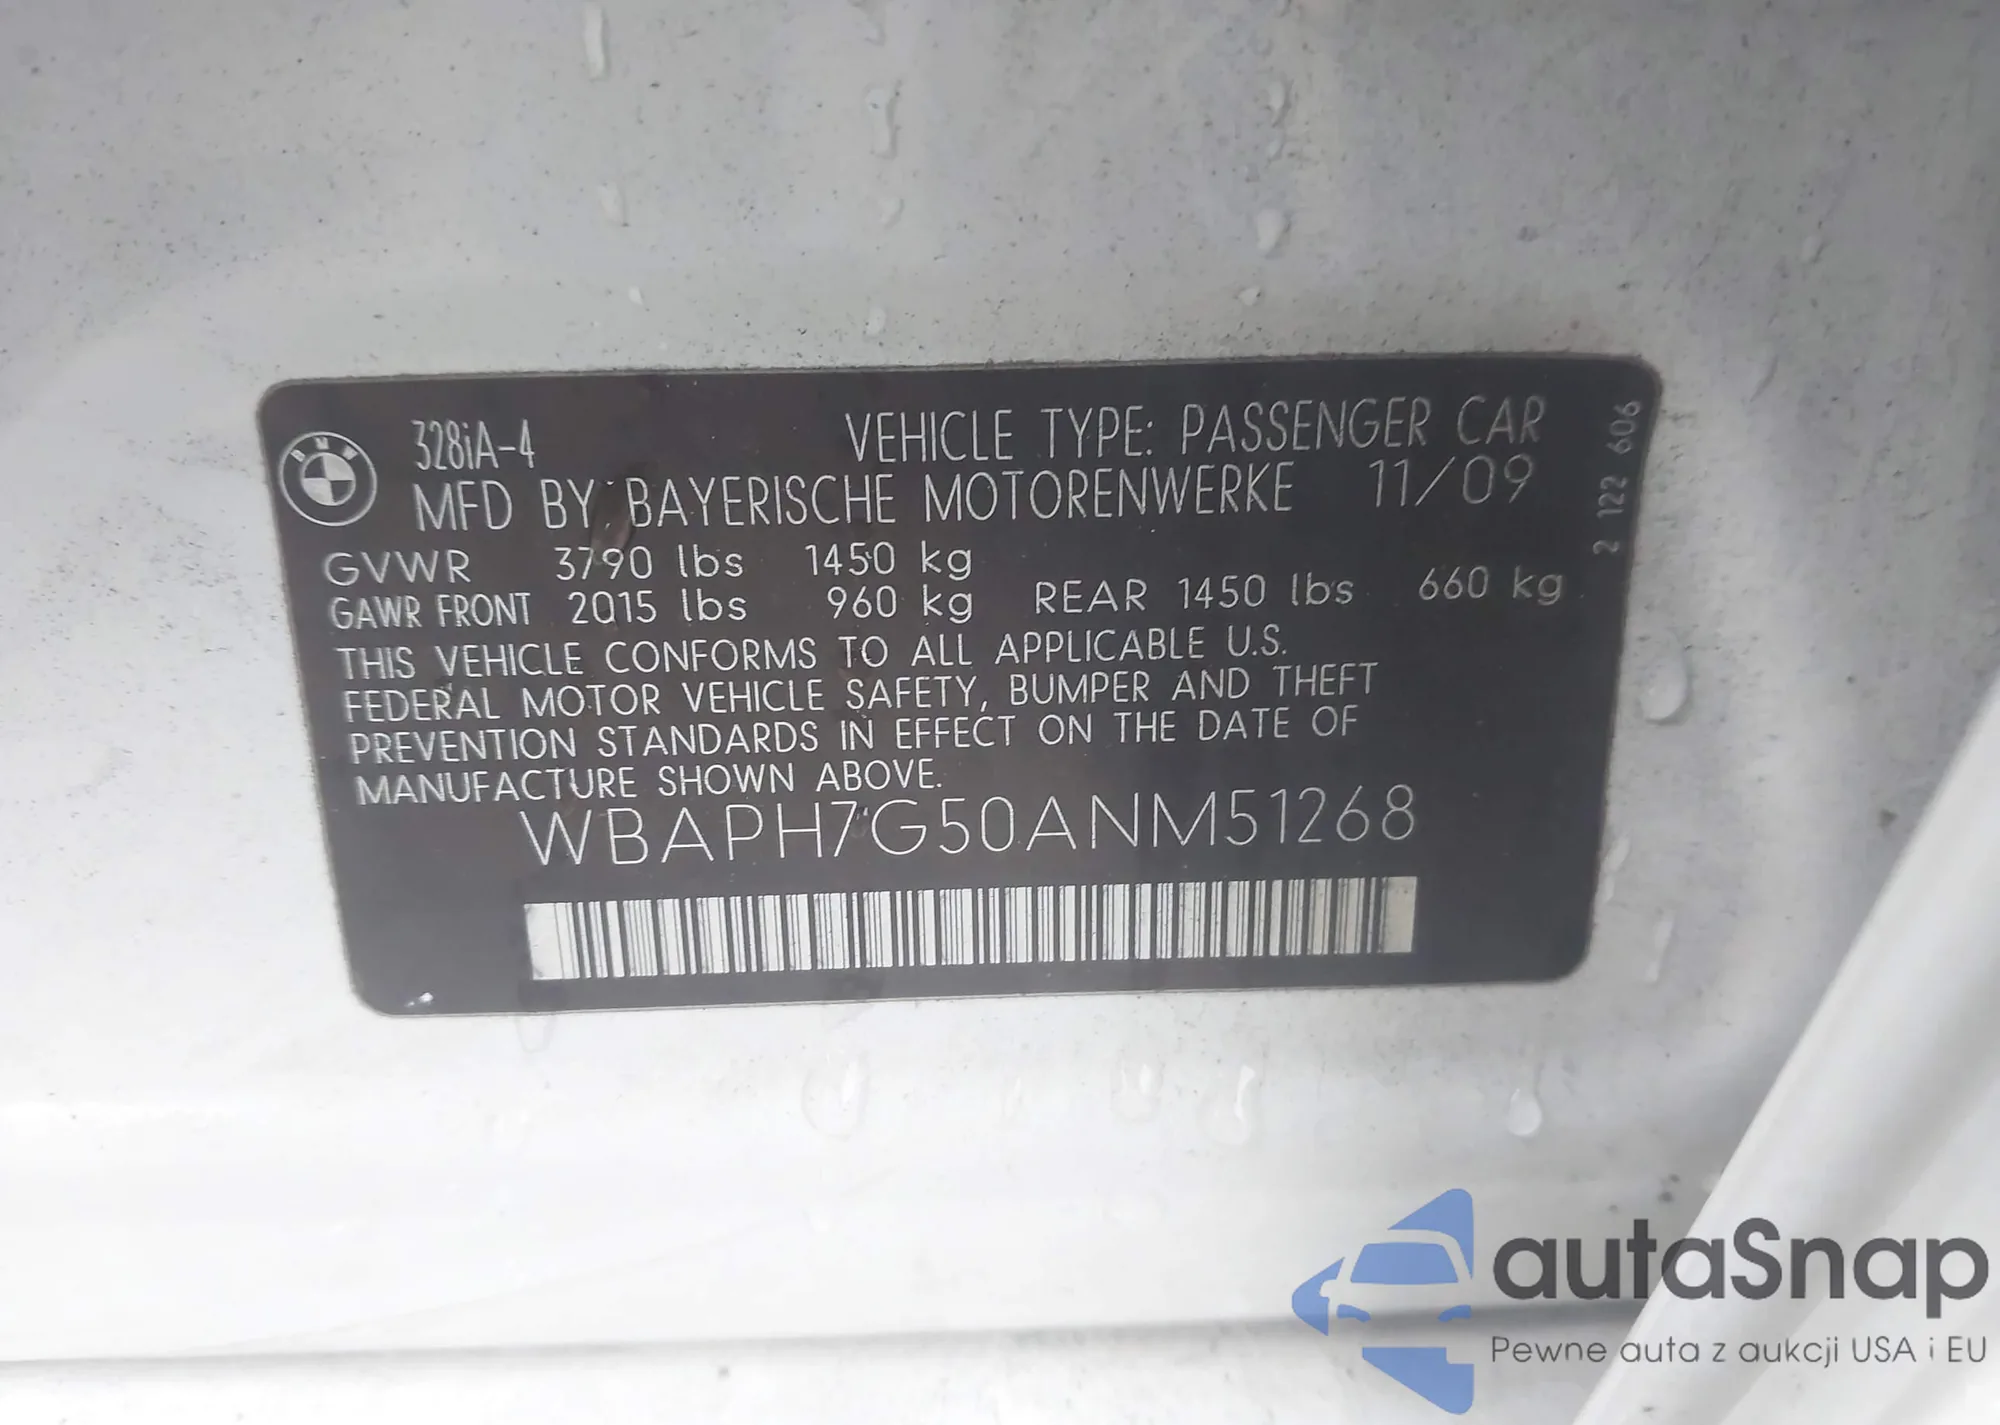 328iA-4
VEHICLE TYPE: PASSENGER CAR
MFD BY: BAYERISCHE MOTORENWERKE 11/09
GVWR 3790 lbs 1450 kg
GAWR FRONT 2015 lbs 960 kg REAR 1450 lbs 660 kg
THIS VEHICLE CONFORMS TO ALL APPLICABLE U.S.
FEDERAL MOTOR VEHICLE SAFETY, BUMPER AND THEFT
PREVENTION STANDARDS IN EFFECT ON THE DATE OF
MANUFACTURE SHOWN ABOVE.
WBAPH7G50ANM51268
2 122 606
BMW
autaSnap
Pewne auta z aukcji USA i EU